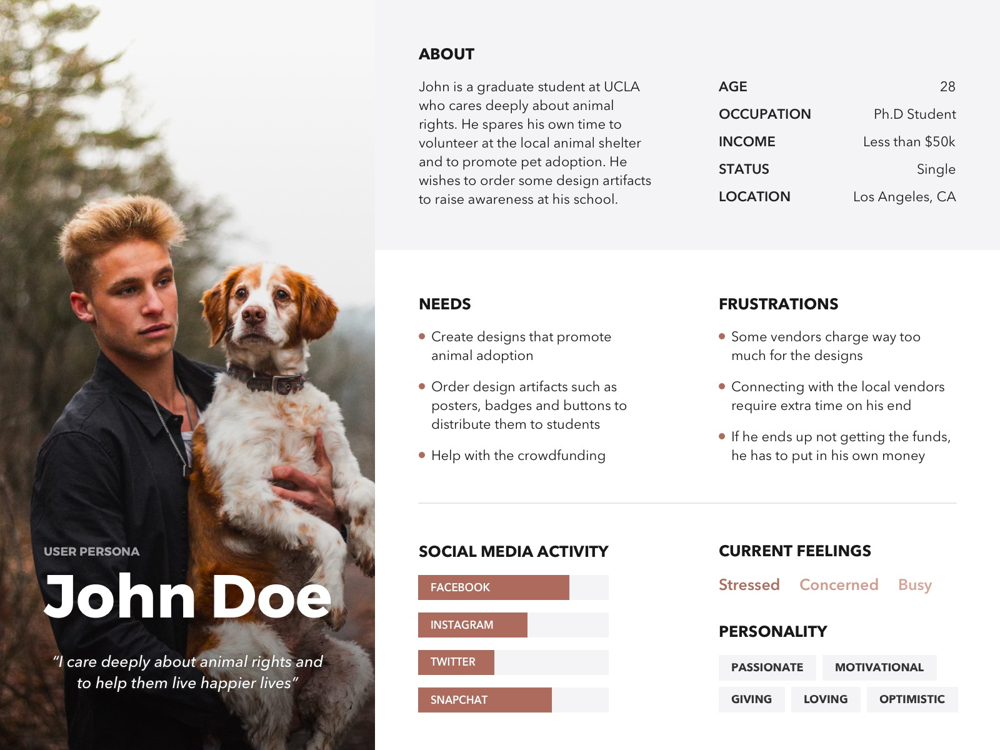 USER PERSONA
John Doe
“I care deeply about animal rights and
to help them live happier lives”
ABOUT
John is a graduate student at UCLA
who cares deeply about animal
rights. He spares his own time to
volunteer at the local animal shelter
and to promote pet adoption. He
wishes to order some design artifacts
to raise awareness at his school.
AGE 28
OCCUPATION Ph.D Student
INCOME Less than $50k
STATUS Single
LOCATION Los Angeles, CA
NEEDS
Create designs that promote
animal adoption
Order design artifacts such as
posters, badges and buttons to
distribute them to students
Help with the crowdfunding
FRUSTRATIONS
Some vendors charge way too
much for the designs
Connecting with the local vendors
require extra time on his end
If he ends up not getting the funds,
he has to put in his own money
SOCIAL MEDIA ACTIVITY
FACEBOOK
INSTAGRAM
TWITTER
SNAPCHAT
CURRENT FEELINGS
Stressed Concerned Busy
PERSONALITY
PASSIONATE MOTIVATIONAL
GIVING LOVING OPTIMISTIC